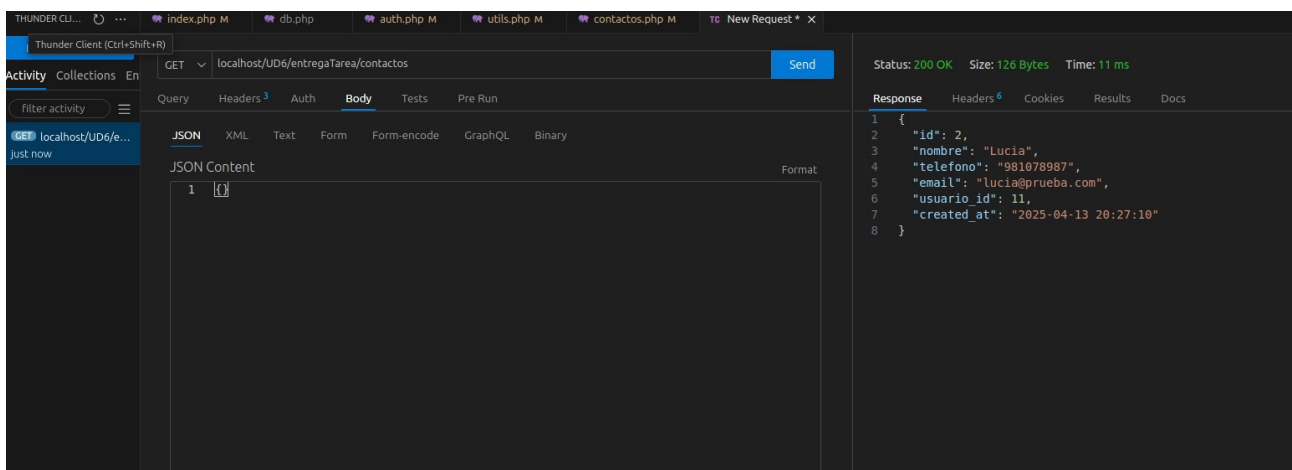 THUNDER CLI... ...
index.php M
db.php
auth.php M
utils.php M
contactos.php M
TC New Request *
Thunder Client (Ctrl+Shift+R)
Activity Collections En
filter activity
GET localhost/UD6/e...
just now
GET localhost/UD6/entregaTarea/contactos
Send
Query Headers 3 Auth Body Tests Pre Run
JSON XML Text Form Form-encode GraphQL Binary
JSON Content
Format
1 {}
Status: 200 OK Size: 126 Bytes Time: 11 ms
Response Headers 6 Cookies Results Docs
1 {
2 "id": 2,
3 "nombre": "Lucia",
4 "telefono": "981078987",
5 "email": "lucia@prueba.com",
6 "usuario_id": 11,
7 "created_at": "2025-04-13 20:27:10"
8 }